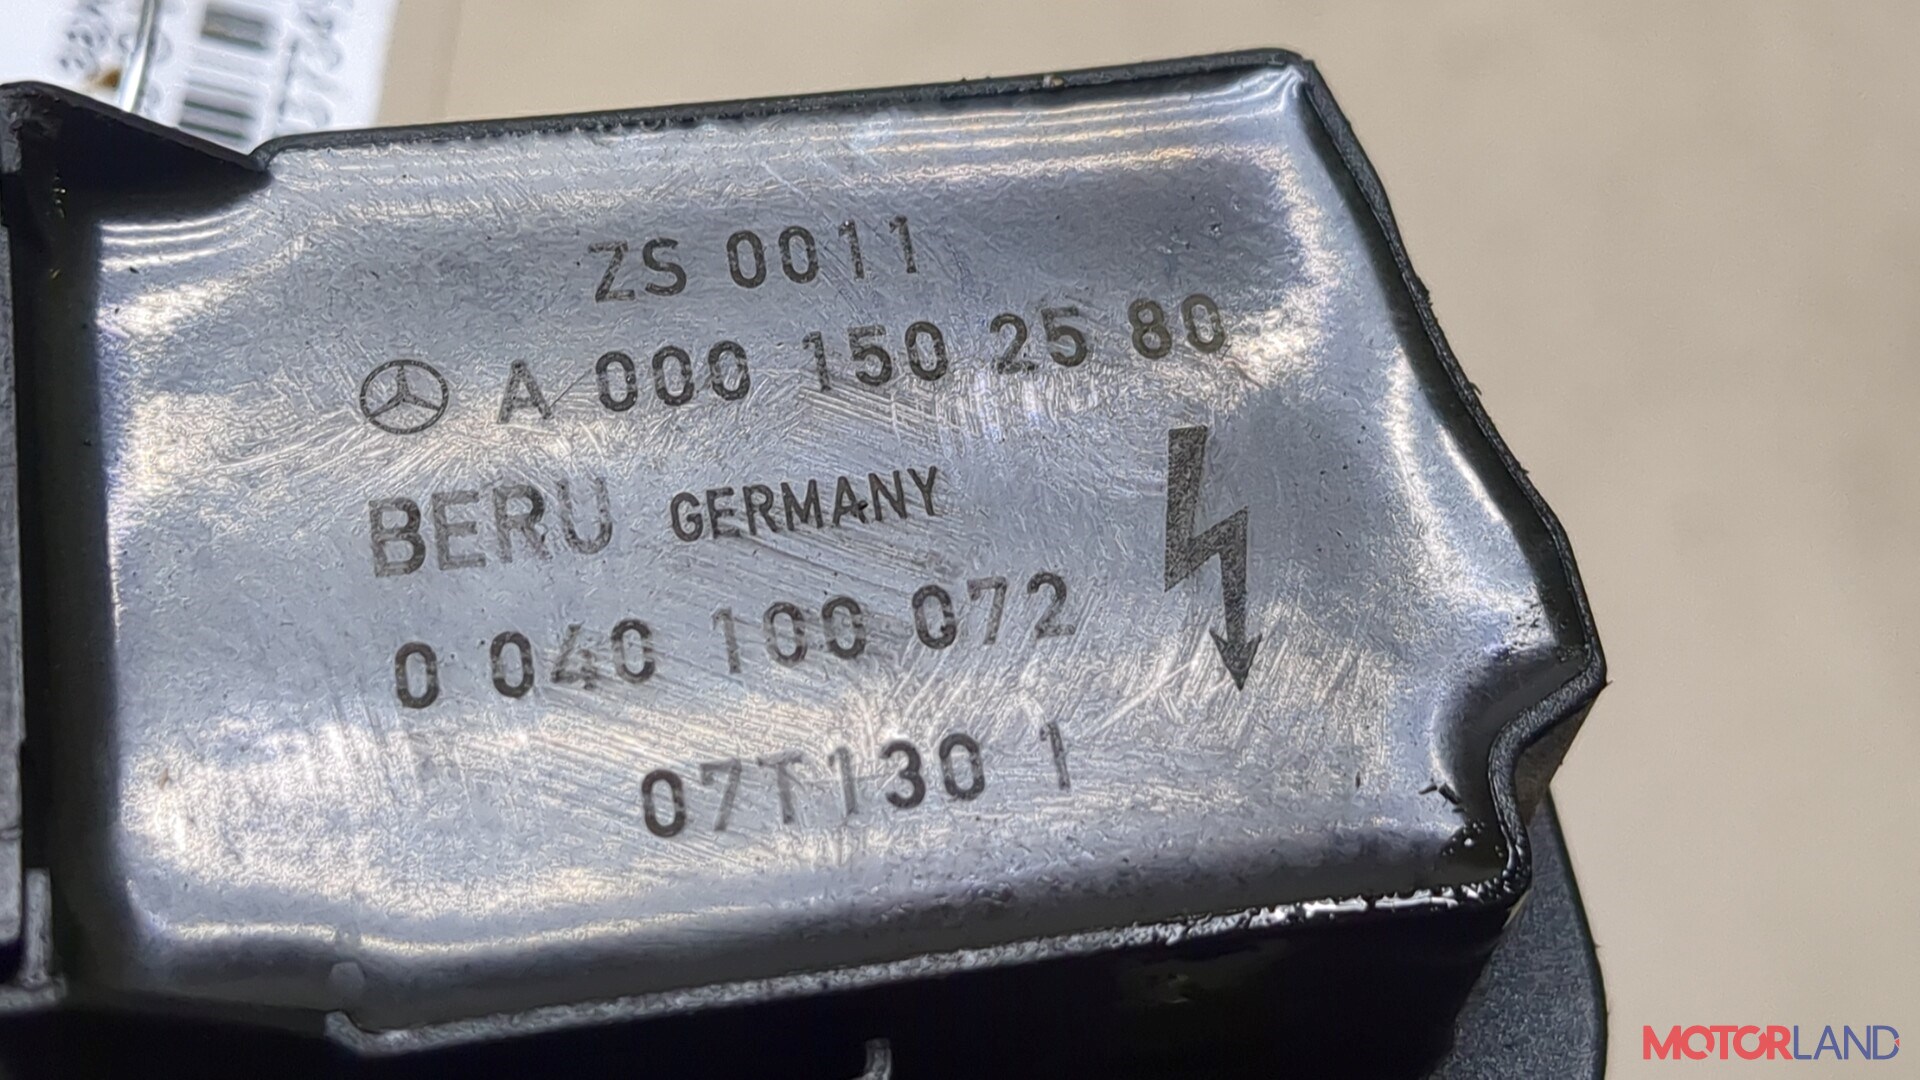 ZS 0011
A 000 150 25 80
BERU GERMANY
0 040 100 072
07T130 1
MOTORLAND